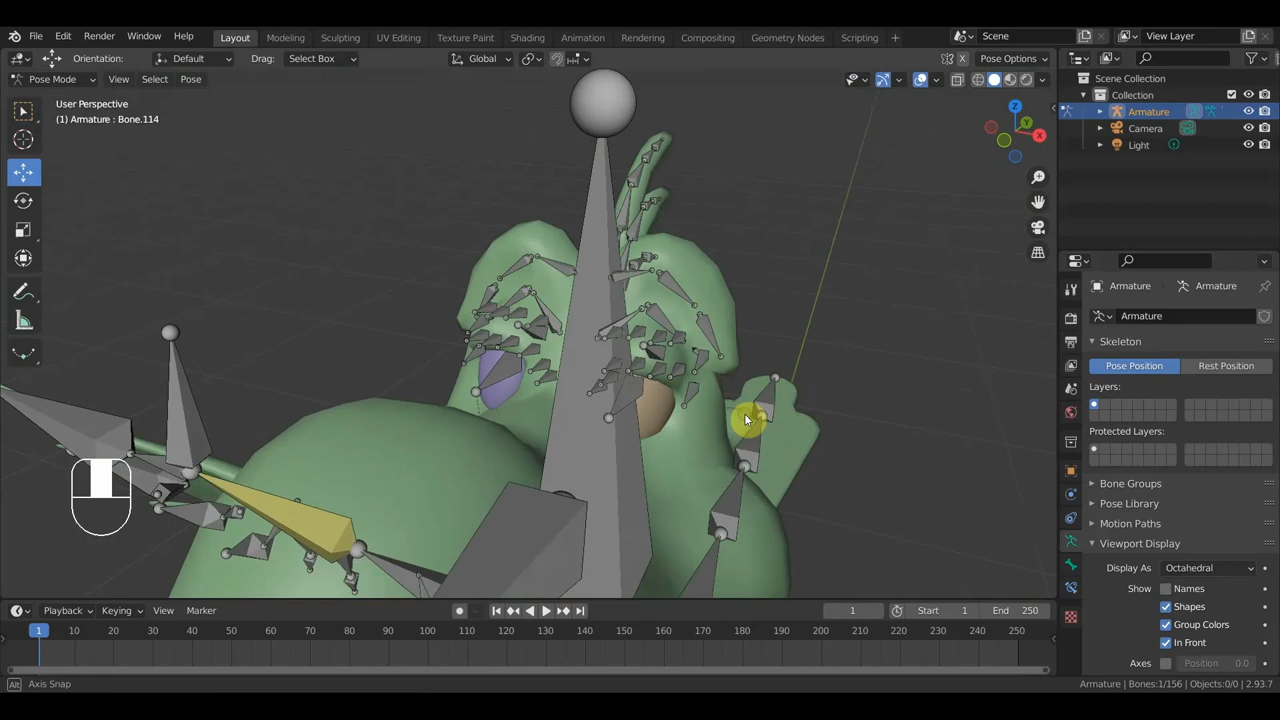 File Edit Render Window Help Layout Modeling Sculpting UV Editing Texture Paint Shading Animation Rendering Compositing Geometry Nodes Scripting + Scene View Layer
Orientation: Default Drag: Select Box Global X Pose Options
Pose Mode View Select Pose
User Perspective
(1) Armature : Bone.114
Z
Y
X
Scene Collection
Collection
Armature
Camera
Light
Armature Armature
Armature
Skeleton
Pose Position Rest Position
Layers:
Protected Layers:
Bone Groups
Pose Library
Motion Paths
Viewport Display
Display As Octahedral
Show Names
Shapes
Group Colors
In Front
Axes Position 0.0
Playback Keying View Marker 1 Start 1 End 250
1 10 20 30 40 50 60 70 80 90 100 110 120 130 140 150 160 170 180 190 200 210 220 230 240 250
Alt Axis Snap Armature | Bones:1/156 | Objects:0/0 | 2.93.7